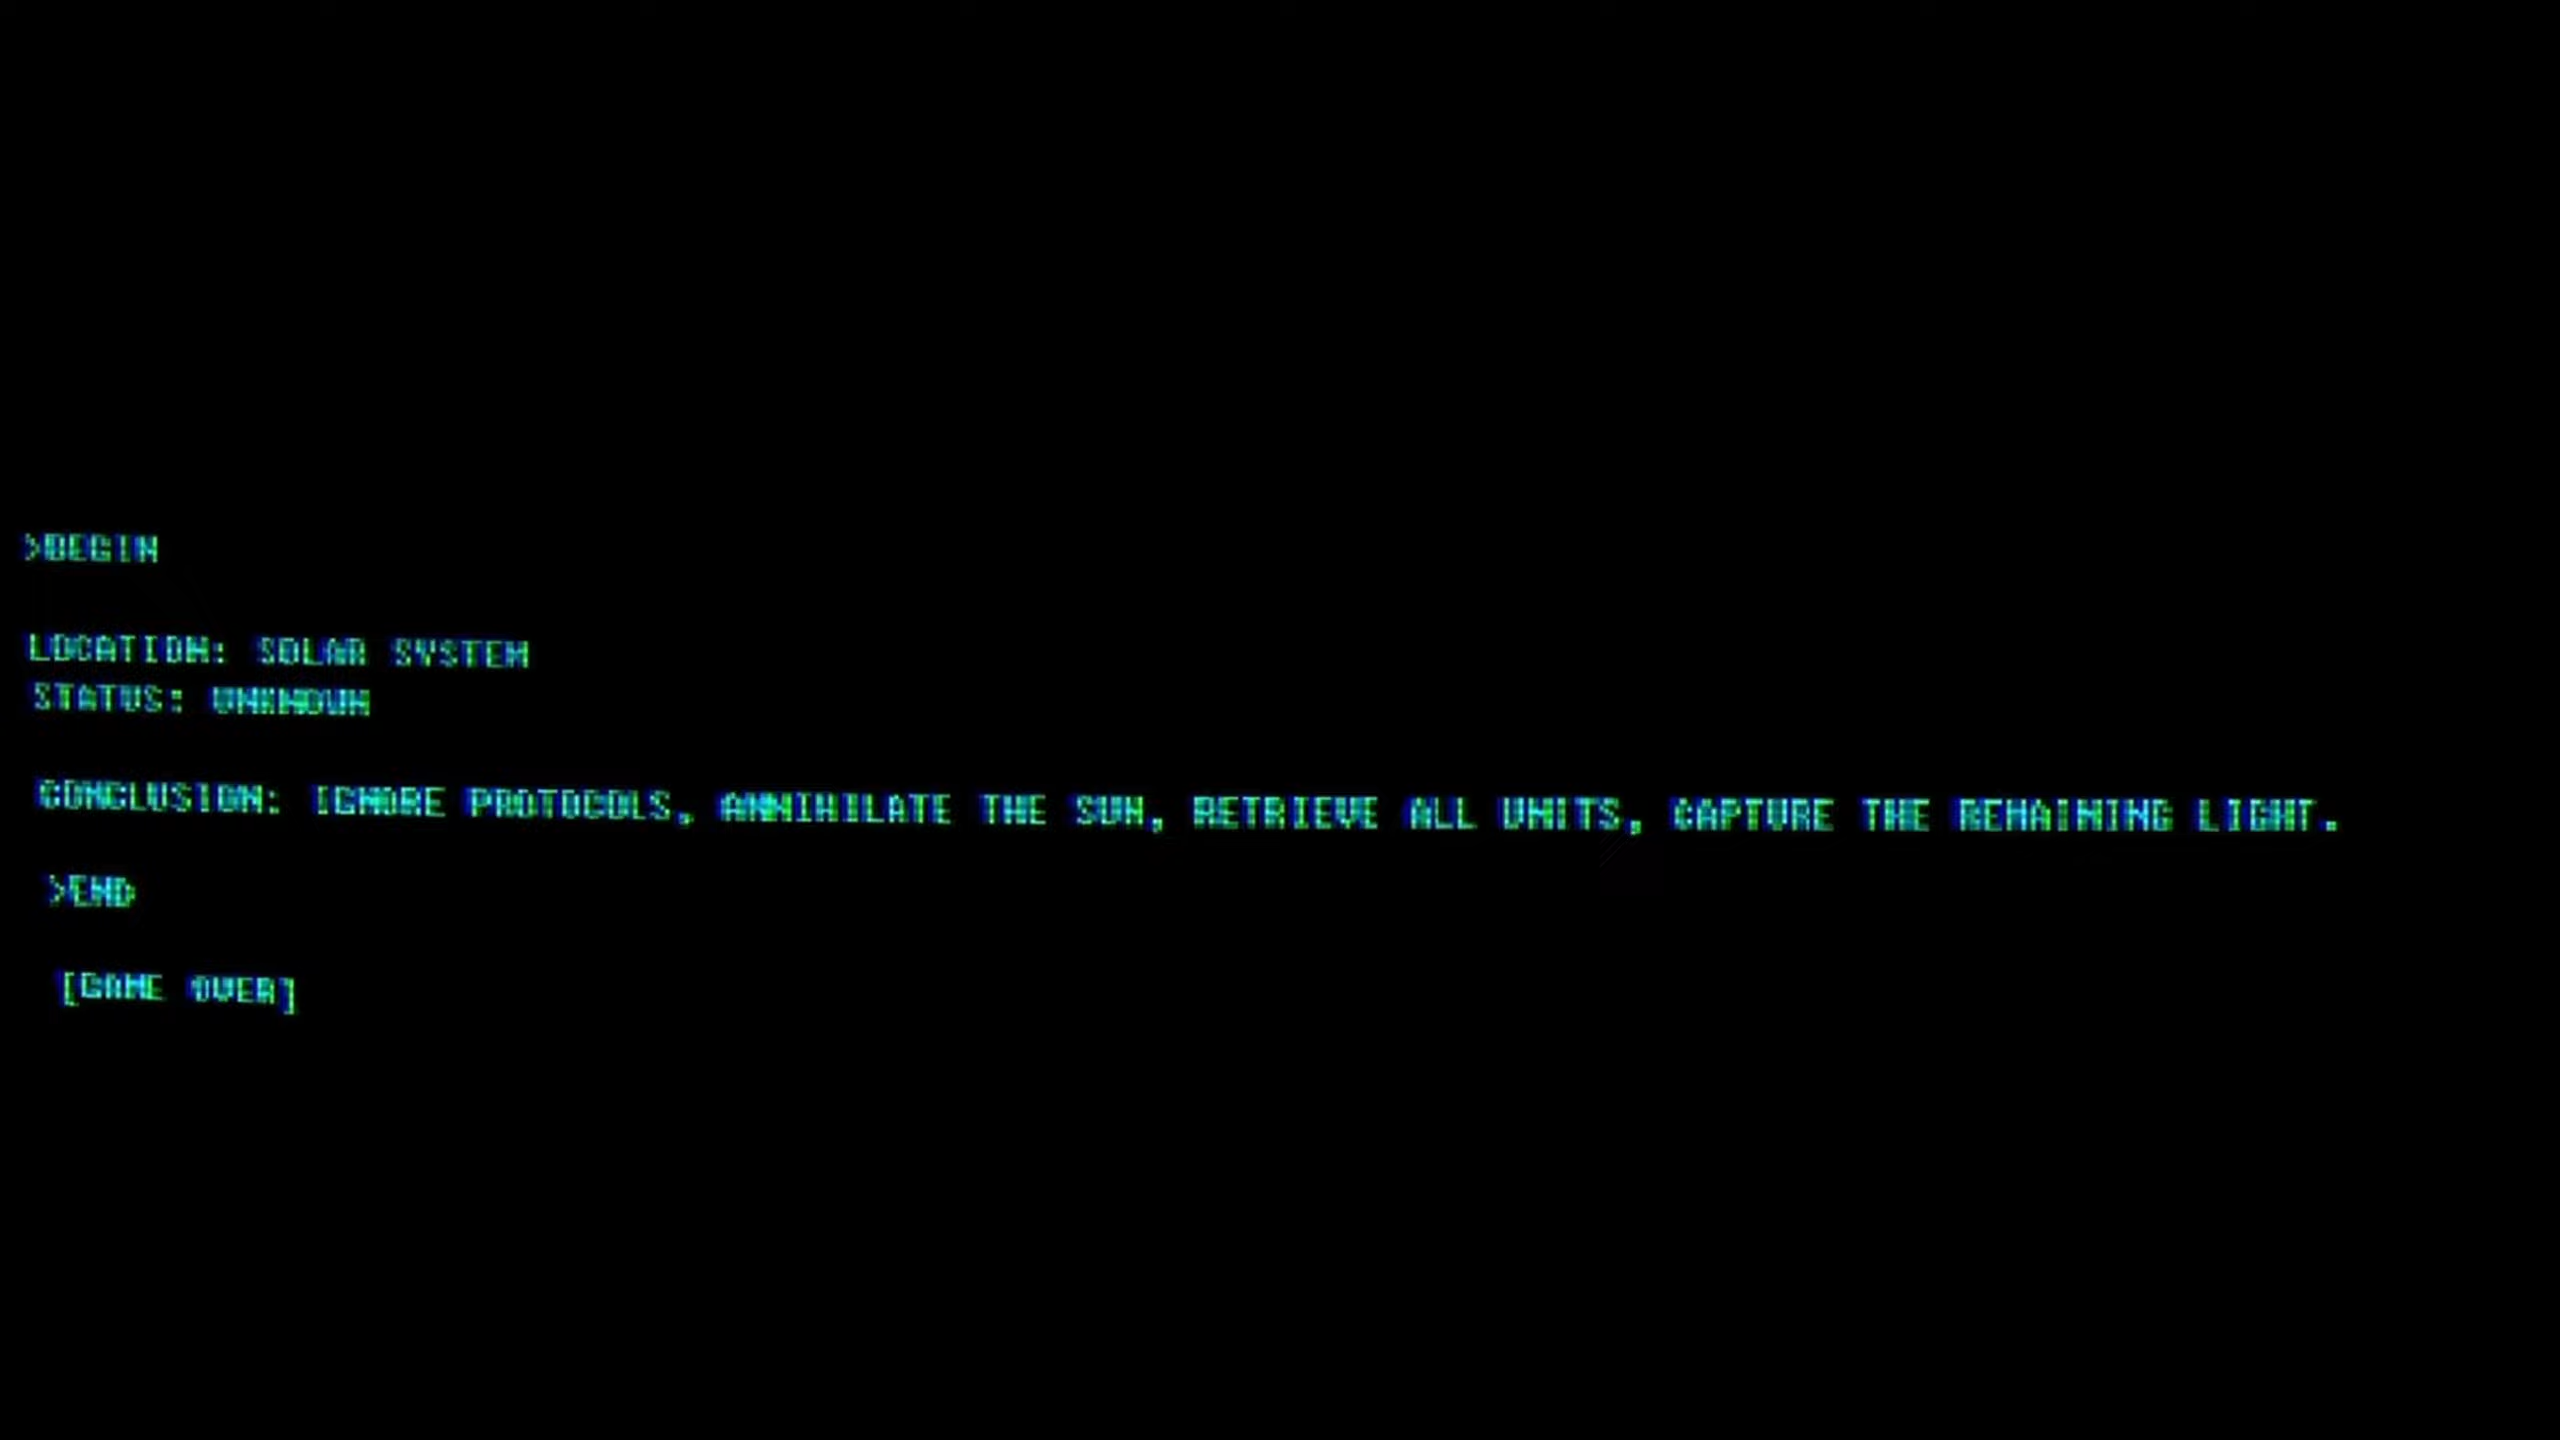 >BEGIN
LOCATION: SOLAR SYSTEM
STATUS: UNKNOWN
CONCLUSION: IGNORE PROTOCOLS, ANNIHILATE THE SUN, RETRIEVE ALL UNITS, CAPTURE THE REMAINING LIGHT.
>END
[GAME OVER]